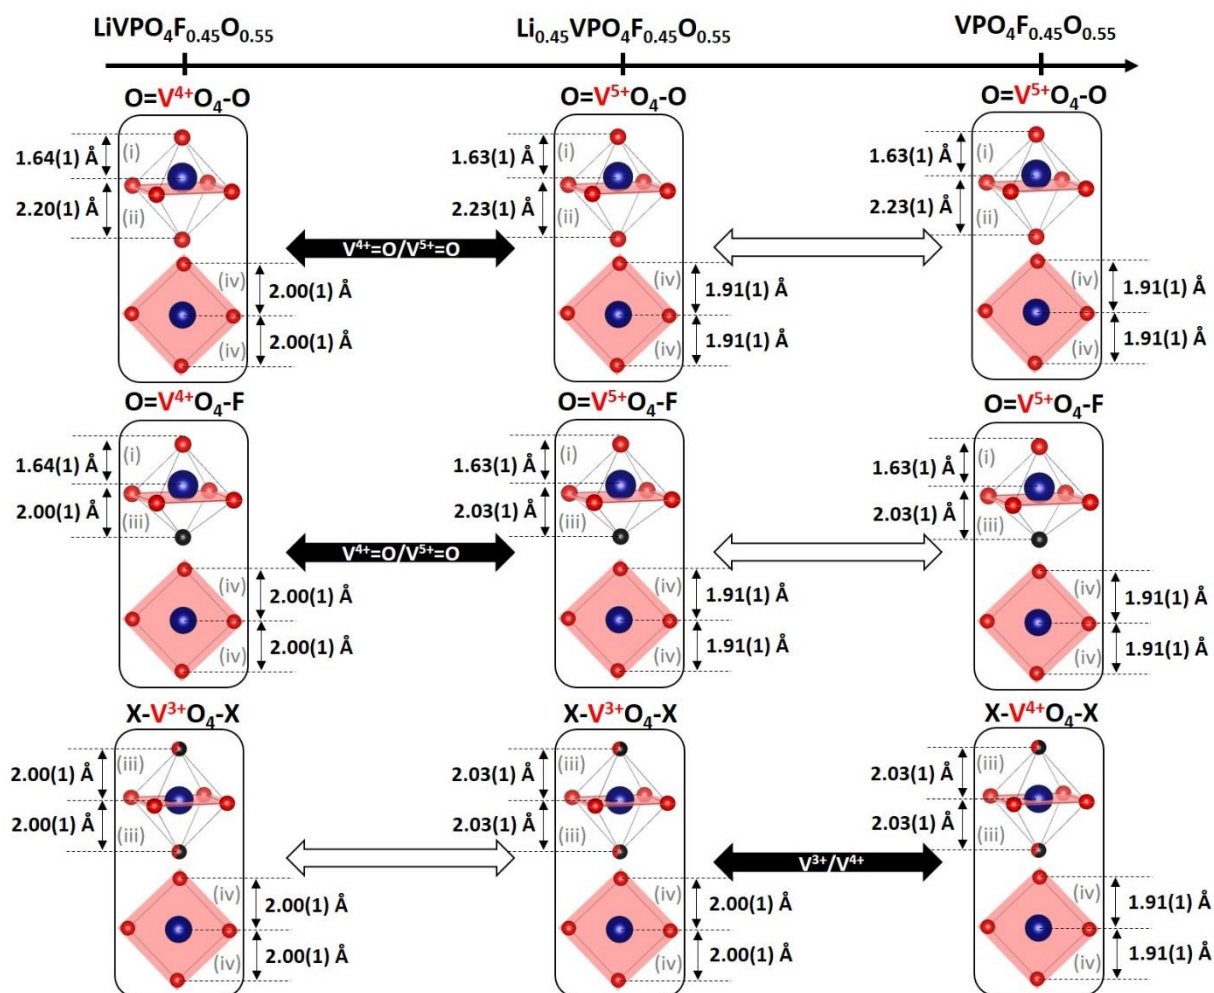 LiVPO₄F₀.₄₅O₀.₅₅ Li₀.₄₅VPO₄F₀.₄₅O₀.₅₅ VPO₄F₀.₄₅O₀.₅₅
O=V⁴⁺O₄-O O=V⁵⁺O₄-O O=V⁵⁺O₄-O
1.64(1) Å (i) 1.63(1) Å (i) 1.63(1) Å (i)
2.20(1) Å (ii) 2.23(1) Å (ii) 2.23(1) Å (ii)
V⁴⁺=O/V⁵⁺=O
(iv) 2.00(1) Å (iv) 1.91(1) Å (iv) 1.91(1) Å
(iv) 2.00(1) Å (iv) 1.91(1) Å (iv) 1.91(1) Å
O=V⁴⁺O₄-F O=V⁵⁺O₄-F O=V⁵⁺O₄-F
1.64(1) Å (i) 1.63(1) Å (i) 1.63(1) Å (i)
2.00(1) Å (iii) 2.03(1) Å (iii) 2.03(1) Å (iii)
V⁴⁺=O/V⁵⁺=O
(iv) 2.00(1) Å (iv) 1.91(1) Å (iv) 1.91(1) Å
(iv) 2.00(1) Å (iv) 1.91(1) Å (iv) 1.91(1) Å
X-V³⁺O₄-X X-V³⁺O₄-X X-V⁴⁺O₄-X
2.00(1) Å (iii) 2.03(1) Å (iii) 2.03(1) Å (iii)
2.00(1) Å (iii) 2.03(1) Å (iii) 2.03(1) Å (iii)
V³⁺/V⁴⁺
(iv) 2.00(1) Å (iv) 2.00(1) Å (iv) 1.91(1) Å
(iv) 2.00(1) Å (iv) 2.00(1) Å (iv) 1.91(1) Å